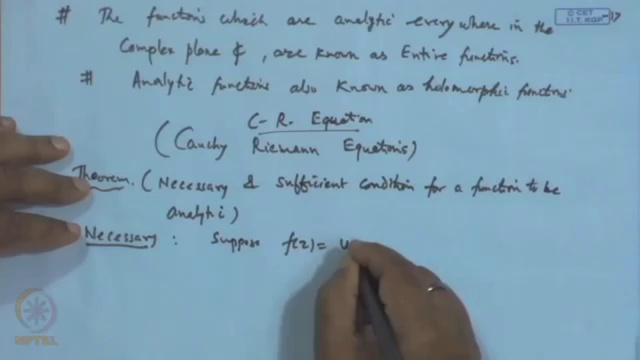 # The functions which are analytic everywhere in the
Complex plane ₵, are known as Entire functions.
# Analytic functions also known as holomorphic functions
C-R. Equation
(Cauchy Riemann Equations)
Theorem. (Necessary & sufficient condition for a function to be
analytic)
Necessary : Suppose f(z) = u
© CET
I.I.T. KGP
NPTEL